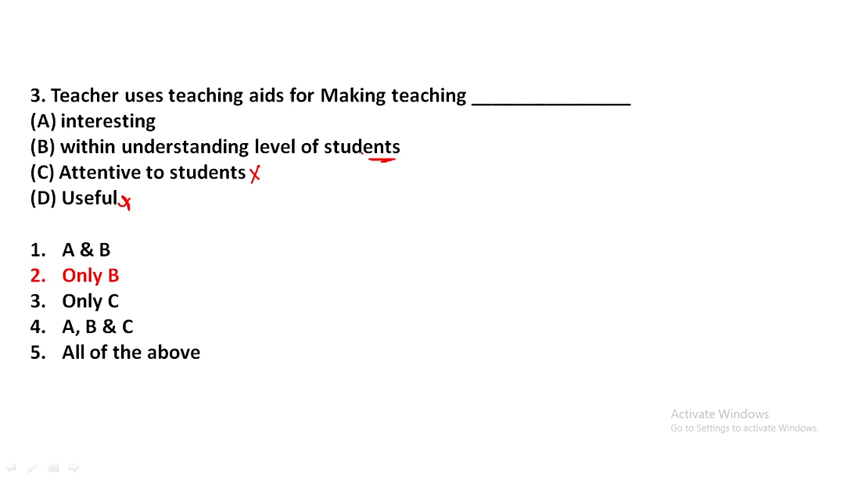 3. Teacher uses teaching aids for Making teaching _______________
(A) interesting
(B) within understanding level of students
(C) Attentive to students x
(D) Useful x
1. A & B
2. Only B
3. Only C
4. A, B & C
5. All of the above
Activate Windows
Go to Settings to activate Windows.